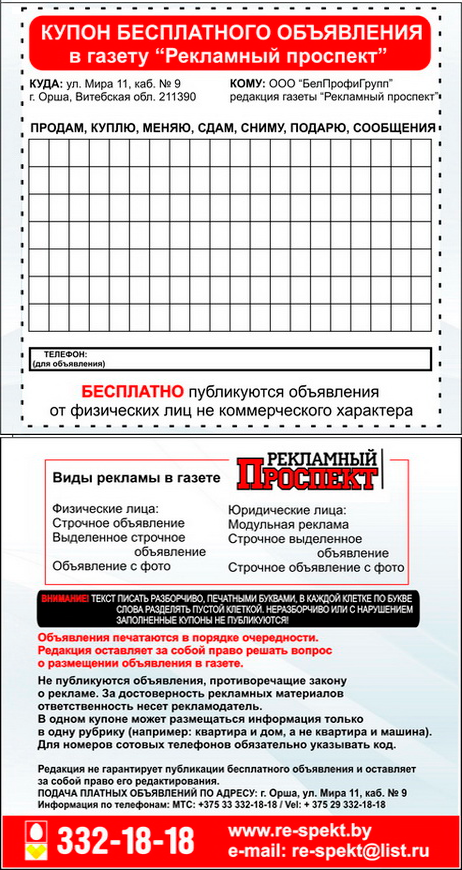 КУПОН БЕСПЛАТНОГО ОБЪЯВЛЕНИЯ
в газету “Рекламный проспект”
КУДА: ул. Мира 11, каб. № 9
г. Орша, Витебская обл. 211390
КОМУ: ООО “БелПрофиГрупп”
редакция газеты “Рекламный проспект”
ПРОДАМ, КУПЛЮ, МЕНЯЮ, СДАМ, СНИМУ, ПОДАРЮ, СООБЩЕНИЯ
ТЕЛЕФОН:
(для объявления)
БЕСПЛАТНО публикуются объявления
от физических лиц не коммерческого характера
Виды рекламы в газете
РЕКЛАМНЫЙ
ПРОСПЕКТ
Физические лица:
Строчное объявление
Выделенное строчное
объявление
Объявление с фото
Юридические лица:
Модульная реклама
Строчное выделенное
объявление
Строчное объявление с фото
ВНИМАНИЕ! ТЕКСТ ПИСАТЬ РАЗБОРЧИВО, ПЕЧАТНЫМИ БУКВАМИ, В КАЖДОЙ КЛЕТКЕ ПО БУКВЕ
СЛОВА РАЗДЕЛЯТЬ ПУСТОЙ КЛЕТКОЙ. НЕРАЗБОРЧИВО ИЛИ С НАРУШЕНИЕМ
ЗАПОЛНЕННЫЕ КУПОНЫ НЕ ПУБЛИКУЮТСЯ!
Объявления печатаются в порядке очередности.
Редакция оставляет за собой право решать вопрос
о размещении объявления в газете.
Не публикуются объявления, противоречащие закону
о рекламе. За достоверность рекламных материалов
ответственность несет рекламодатель.
В одном купоне может размещаться информация только
в одну рубрику (например: квартира и дом, а не квартира и машина).
Для номеров сотовых телефонов обязательно указывать код.
Редакция не гарантирует публикации бесплатного объявления и оставляет
за собой право его редактирования.
ПОДАЧА ПЛАТНЫХ ОБЪЯВЛЕНИЙ ПО АДРЕСУ: г. Орша, ул. Мира 11, каб. № 9
Информация по телефонам: МТС: +375 33 332-18-18 / Vel: + 375 29 332-18-18
332-18-18
www.re-spekt.by
e-mail: re-spekt@list.ru